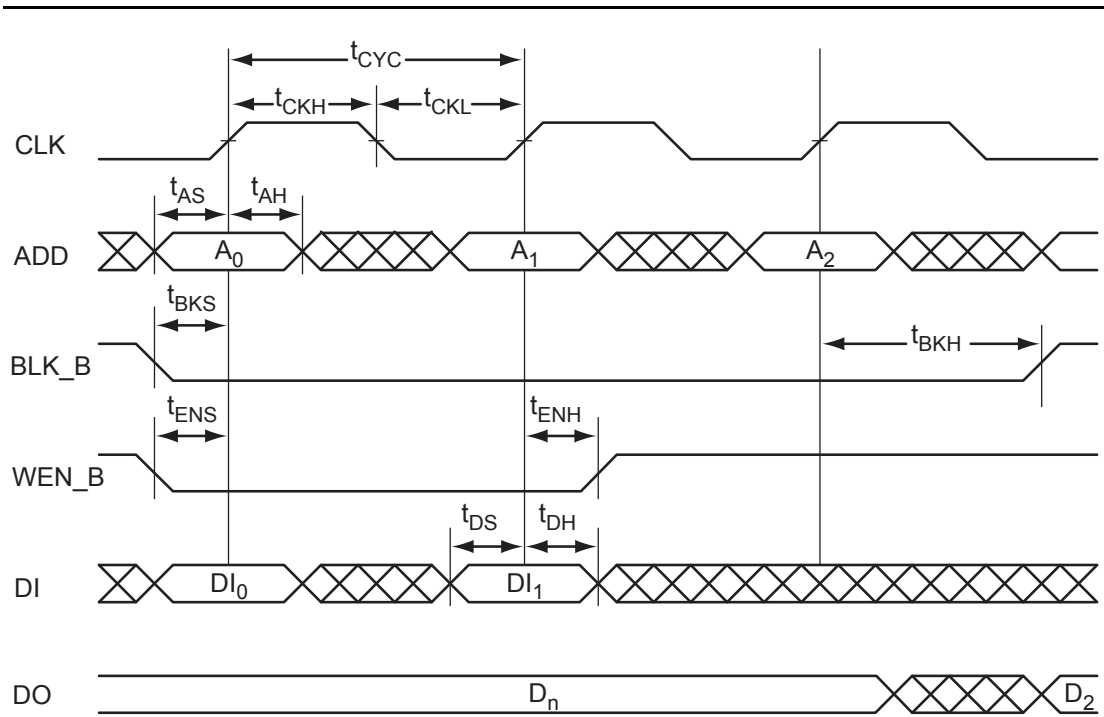 tCYC
tCKH tCKL
CLK
tAS tAH
ADD A0 A1 A2
tBKS
tBKH
BLK_B
tENS tENH
WEN_B
tDS tDH
DI DI0 DI1
DO Dn D2